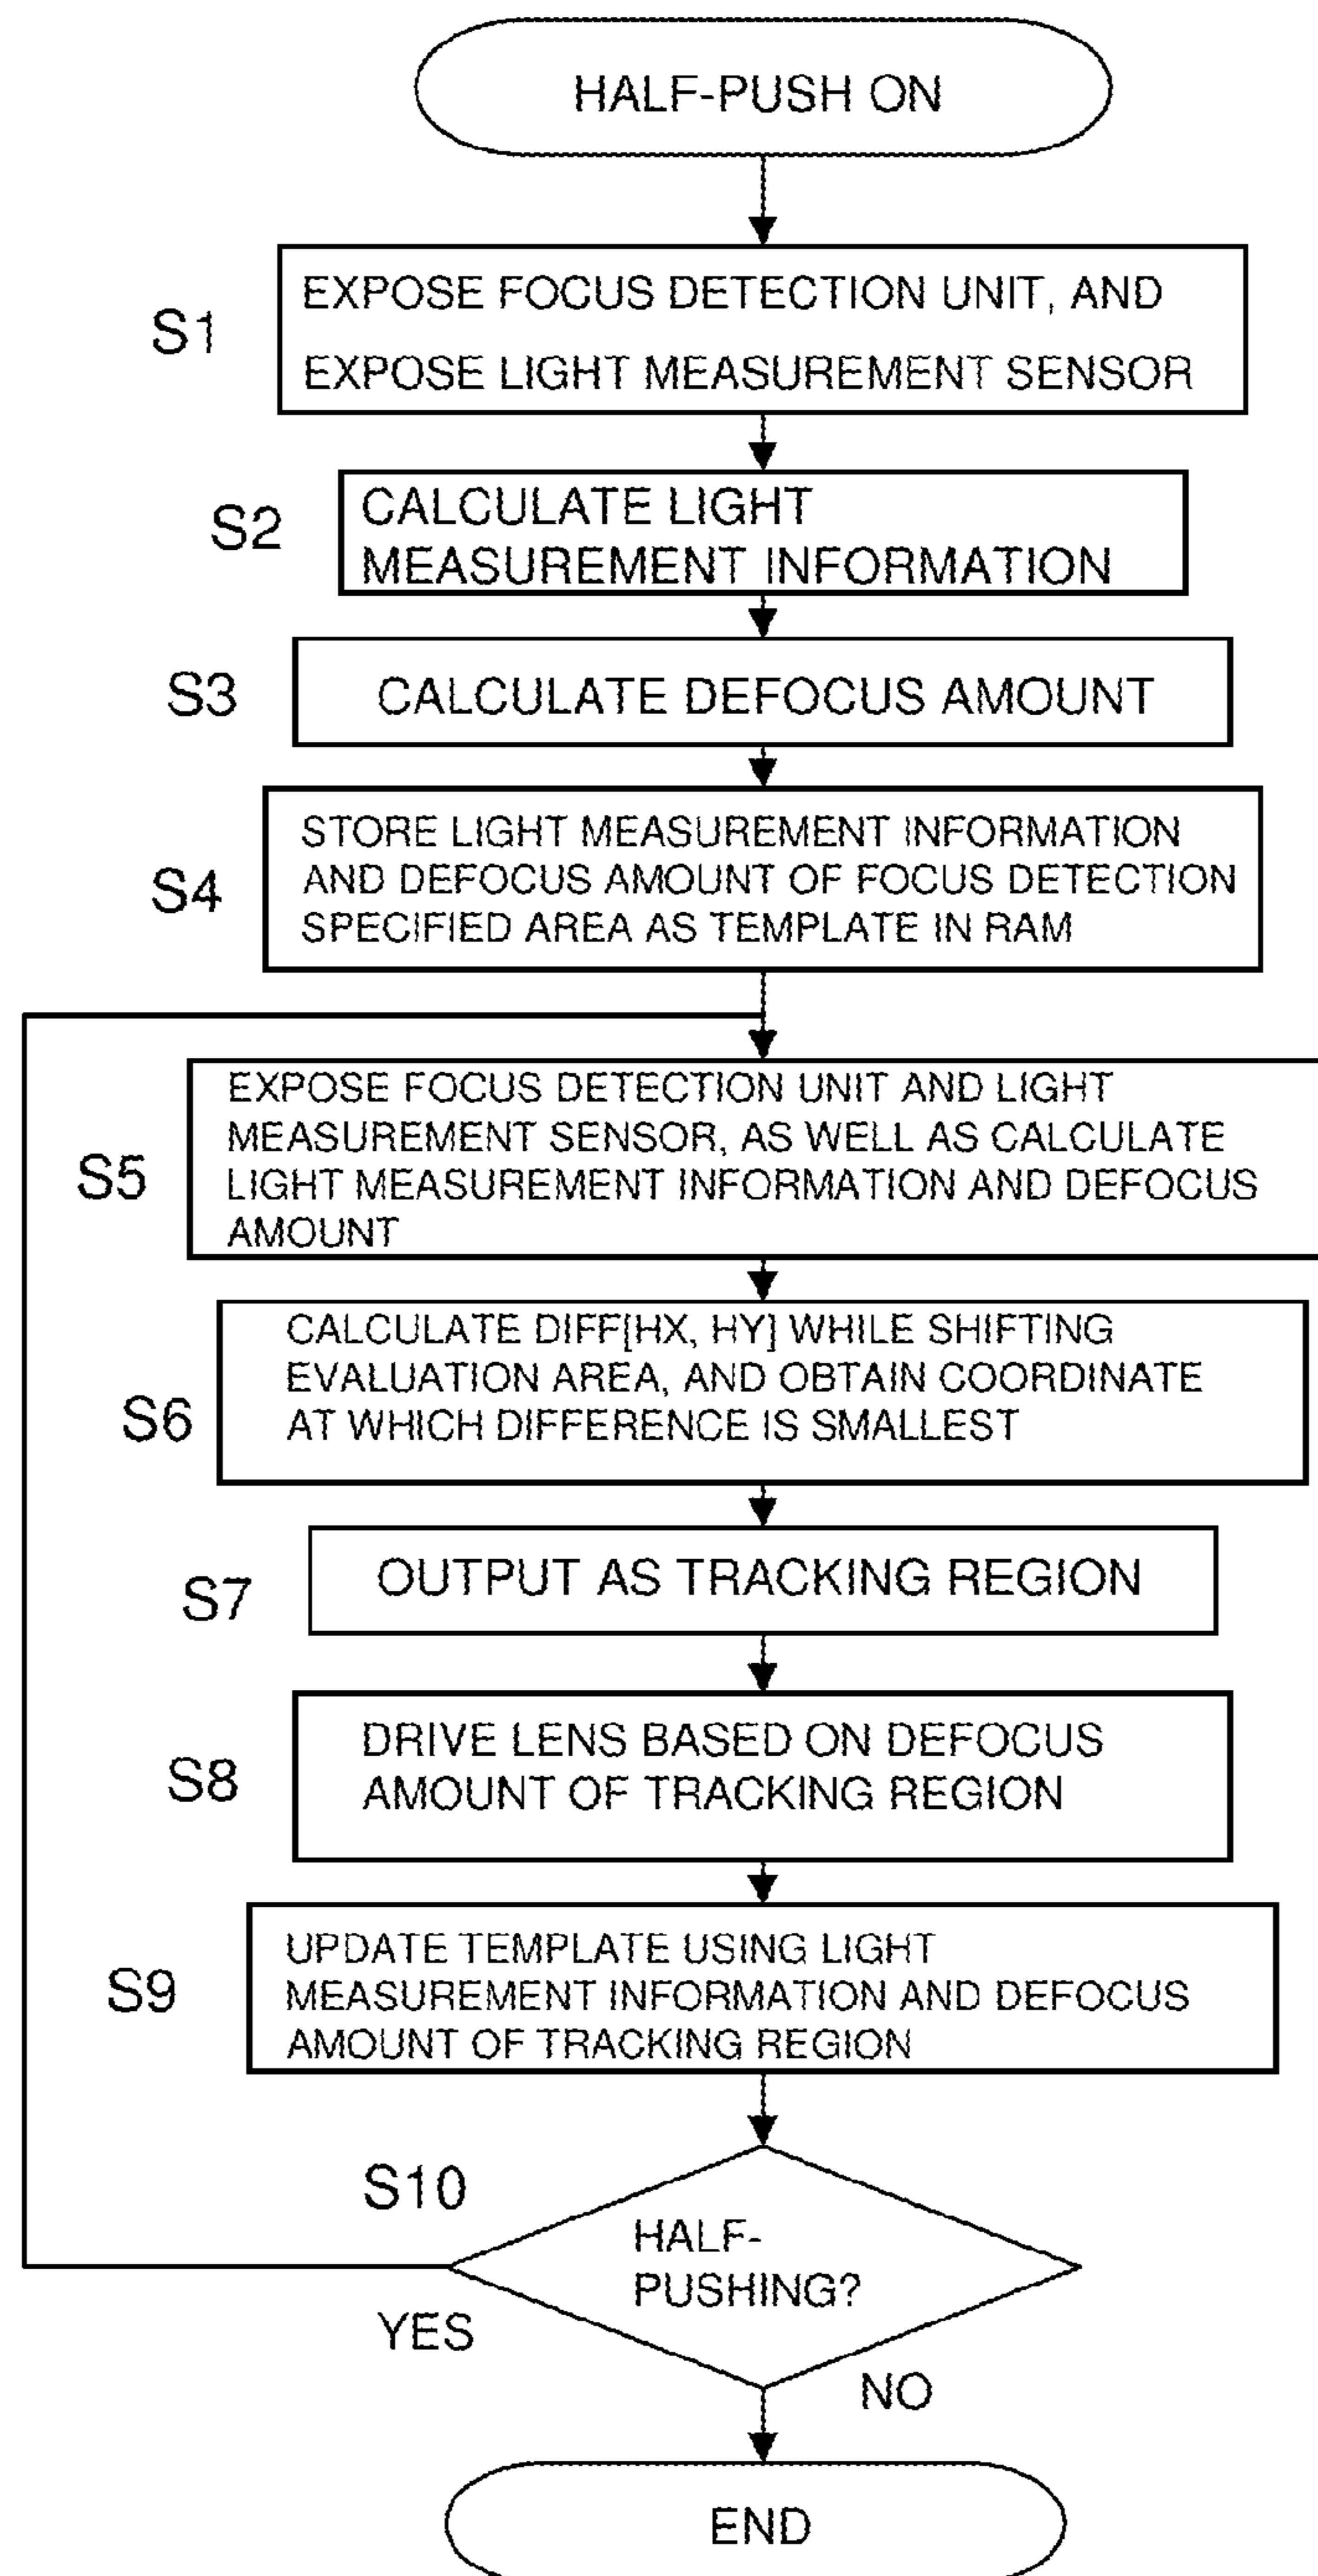 HALF-PUSH ON
S1
EXPOSE FOCUS DETECTION UNIT, AND
EXPOSE LIGHT MEASUREMENT SENSOR
S2
CALCULATE LIGHT
MEASUREMENT INFORMATION
S3
CALCULATE DEFOCUS AMOUNT
S4
STORE LIGHT MEASUREMENT INFORMATION
AND DEFOCUS AMOUNT OF FOCUS DETECTION
SPECIFIED AREA AS TEMPLATE IN RAM
S5
EXPOSE FOCUS DETECTION UNIT AND LIGHT
MEASUREMENT SENSOR, AS WELL AS CALCULATE
LIGHT MEASUREMENT INFORMATION AND DEFOCUS
AMOUNT
S6
CALCULATE DIFF[HX, HY] WHILE SHIFTING
EVALUATION AREA, AND OBTAIN COORDINATE
AT WHICH DIFFERENCE IS SMALLEST
S7
OUTPUT AS TRACKING REGION
S8
DRIVE LENS BASED ON DEFOCUS
AMOUNT OF TRACKING REGION
S9
UPDATE TEMPLATE USING LIGHT
MEASUREMENT INFORMATION AND DEFOCUS
AMOUNT OF TRACKING REGION
S10
HALF-
PUSHING?
YES
NO
END